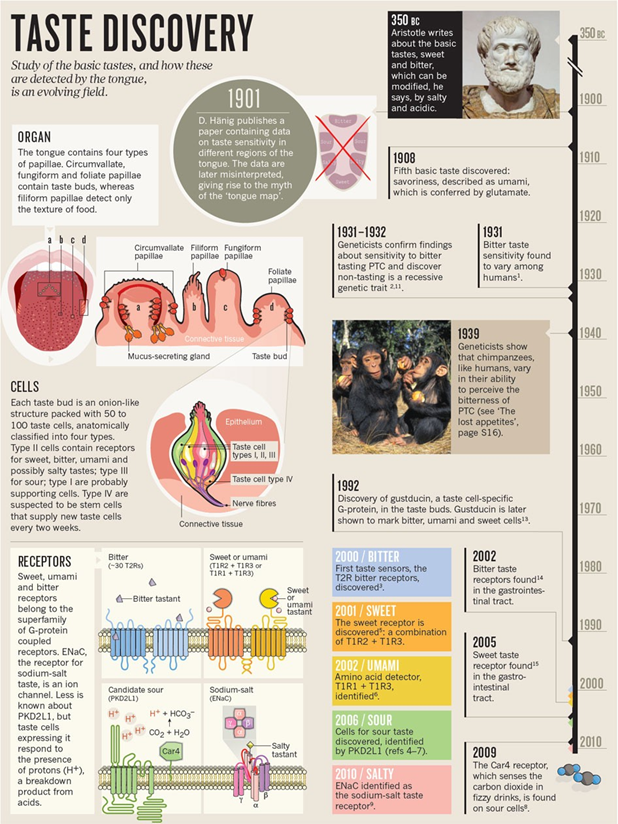 TASTE DISCOVERY
Study of the basic tastes, and how these
are detected by the tongue,
is an evolving field.
350 BC
Aristotle writes
about the basic
tastes, sweet
and bitter,
which can be
modified, he
says, by salty
and acidic.
1901
D. Hänig publishes a
paper containing data
on taste sensitivity in
different regions of the
tongue. The data are
later misinterpreted,
giving rise to the myth
of the 'tongue map'.
Bitter
Sour
Sour
Sweet
1908
Fifth basic taste discovered:
savoriness, described as umami,
which is conferred by glutamate.
ORGAN
The tongue contains four types
of papillae. Circumvallate,
fungiform and foliate papillae
contain taste buds, whereas
filiform papillae detect only
the texture of food.
a b c d
Circumvallate
papillae
Filiform
papillae
Fungiform
papillae
Foliate
papillae
a
b
c
d
Connective tissue
Mucus-secreting gland
Taste bud
1931–1932
Geneticists confirm findings
about sensitivity to bitter
tasting PTC and discover
non-tasting is a recessive
genetic trait 2,11.
1931
Bitter taste
sensitivity found
to vary among
humans1.
1939
Geneticists show
that chimpanzees,
like humans, vary
in their ability
to perceive the
bitterness of
PTC (see 'The
lost appetites',
page S16).
CELLS
Each taste bud is an onion-like
structure packed with 50 to
100 taste cells, anatomically
classified into four types.
Type II cells contain receptors
for sweet, bitter, umami and
possibly salty tastes; type III
for sour; type I are probably
supporting cells. Type IV are
suspected to be stem cells
that supply new taste cells
every two weeks.
Epithelium
Taste cell
types I, II, III
Taste cell type IV
Nerve fibres
Connective tissue
1992
Discovery of gustducin, a taste cell-specific
G-protein, in the taste buds. Gustducin is later
shown to mark bitter, umami and sweet cells13.
RECEPTORS
Sweet, umami
and bitter
receptors
belong to the
superfamily
of G-protein
coupled
receptors. ENaC,
the receptor for
sodium-salt
taste, is an ion
channel. Less is
known about
PKD2L1, but
taste cells
expressing it
respond to
the presence
of protons (H+),
a breakdown
product from
acids.
Bitter
(~30 T2Rs)
Bitter tastant
Sweet or umami
(T1R2 + T1R3 or
T1R1 + T1R3)
Sweet
or
umami
tastant
Candidate sour
(PKD2L1)
H+
H+
H+
H+
H+
H+ + HCO3−
CO2 + H2O
Car4
Sodium-salt
(ENaC)
α
β
γ
α
Salty
tastant
γ
α
β
2000 / BITTER
First taste sensors, the
T2R bitter receptors,
discovered3.
2001 / SWEET
The sweet receptor is
discovered5; a combination
of T1R2 + T1R3.
2002 / UMAMI
Amino acid detector,
T1R1 + T1R3,
identified6.
2006 / SOUR
Cells for sour taste
discovered, identified
by PKD2L1 (refs 4–7).
2010 / SALTY
ENaC identified as
the sodium-salt taste
receptor9.
2002
Bitter taste
receptors found14
in the gastrointes-
tinal tract.
2005
Sweet taste
receptor found15
in the gastro-
intestinal
tract.
2009
The Car4 receptor,
which senses the
carbon dioxide in
fizzy drinks, is found
on sour cells8.
350 BC
1900
1910
1920
1930
1940
1950
1960
1970
1980
1990
2000
2010